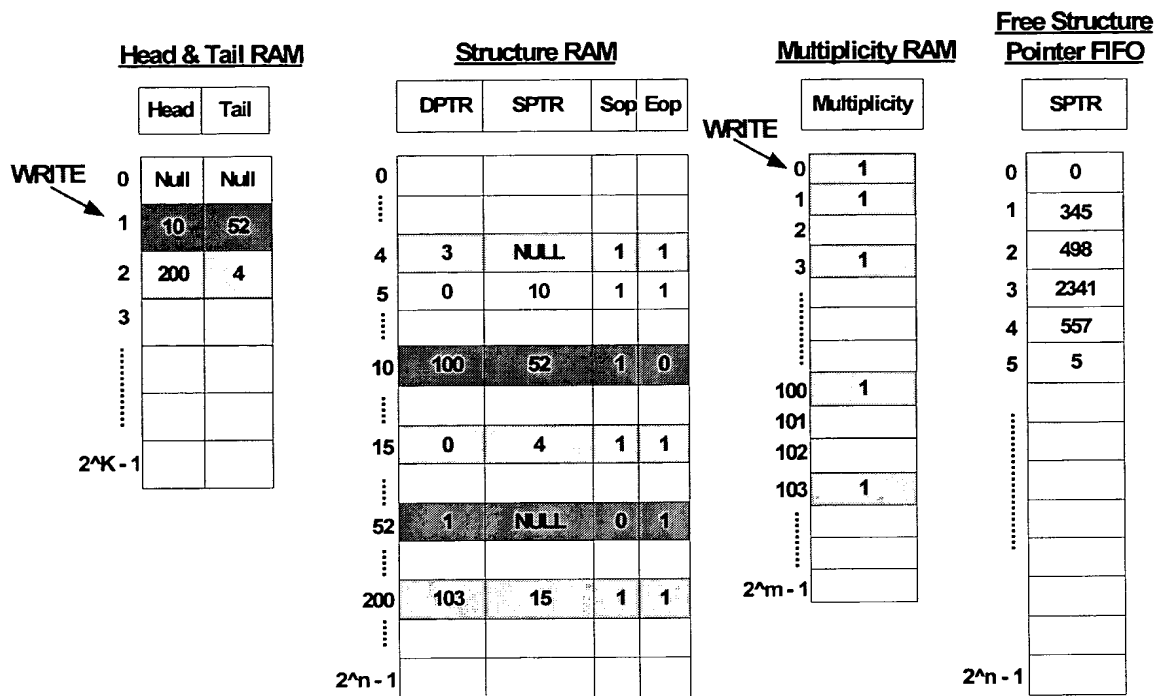 Head & Tail RAM
Head Tail
WRITE
0 Null Null
1 10 52
2 200 4
3
2^K - 1
Structure RAM
DPTR SPTR Sop Eop
0
4 3 NULL 1 1
5 0 10 1 1
10 100 52 1 0
15 0 4 1 1
52 1 NULL 0 1
200 103 15 1 1
2^n - 1
Multiplicity RAM
Multiplicity
WRITE
0 1
1 1
2
3 1
100 1
101
102
103 1
2^m - 1
Free Structure
Pointer FIFO
SPTR
0 0
1 345
2 498
3 2341
4 557
5 5
2^n - 1